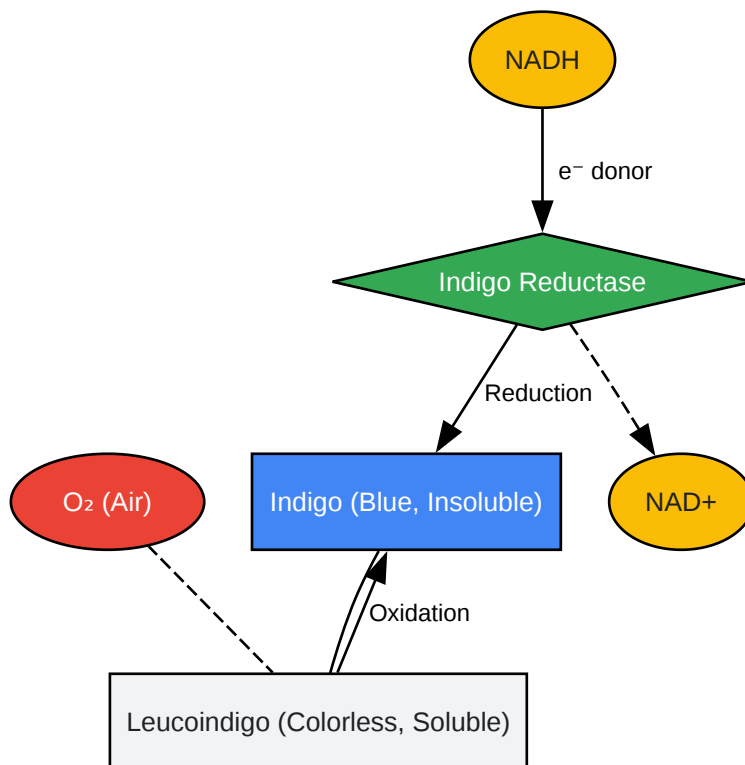 NADH
e⁻ donor
Indigo Reductase
Reduction
O₂ (Air)
Indigo (Blue, Insoluble)
NAD+
Oxidation
Leucoindigo (Colorless, Soluble)